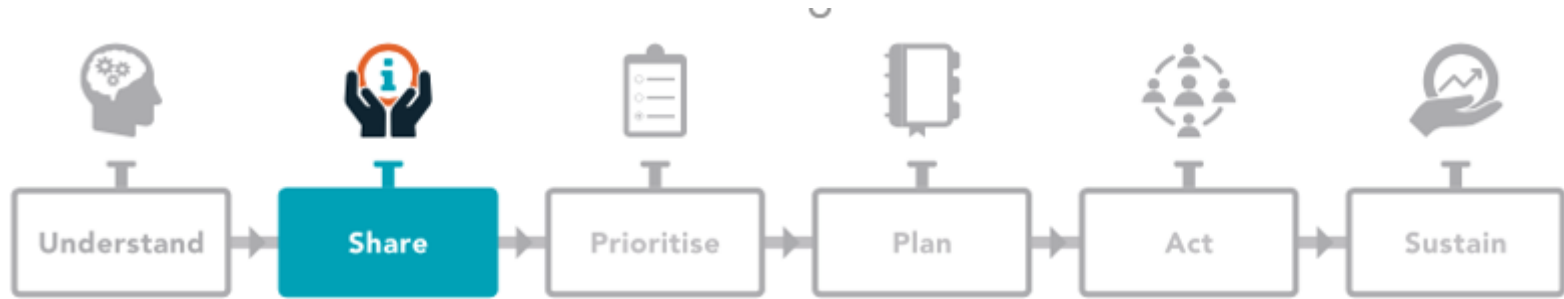 Understand
Share
Prioritise
Plan
Act
Sustain